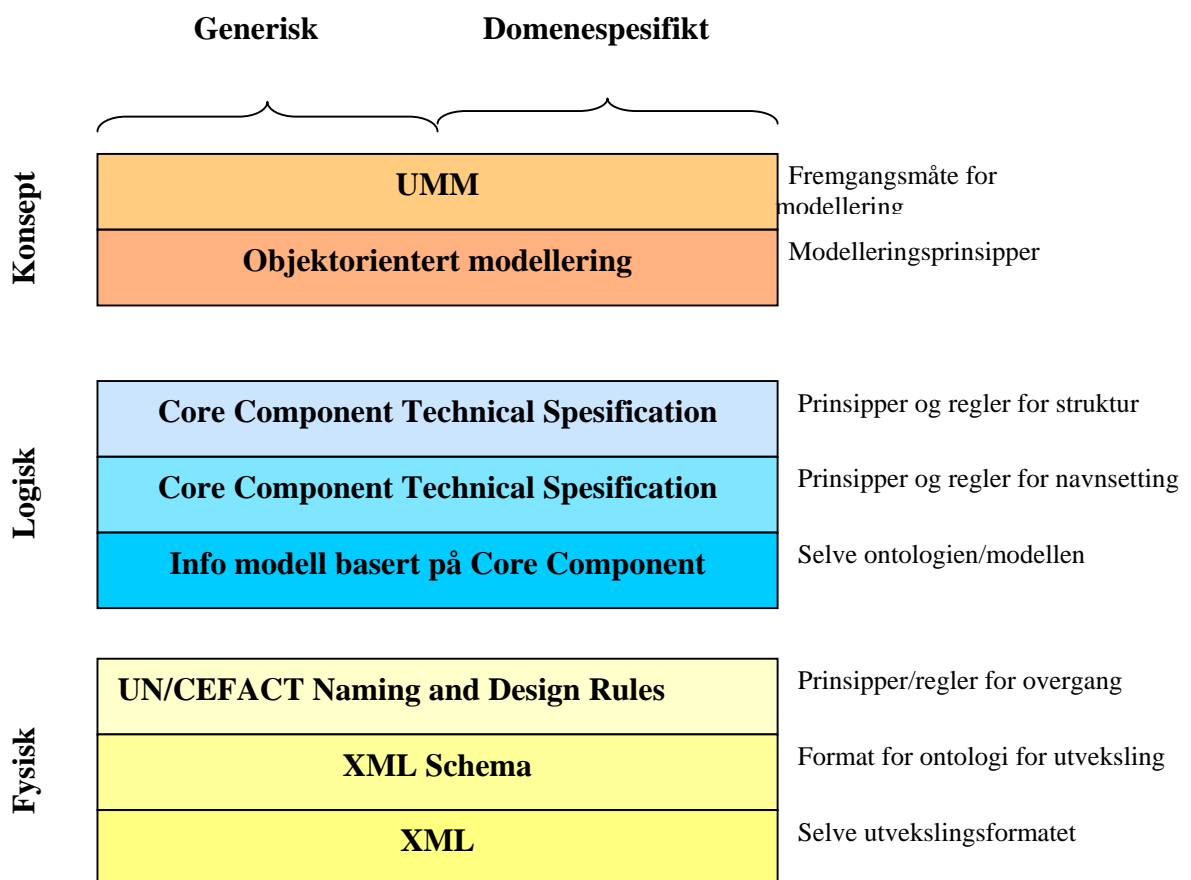 Generisk Domenespesifikt
Konsept
UMM
Fremgangsmåte for
modellering
Objektorientert modellering
Modelleringsprinsipper
Logisk
Core Component Technical Spesification
Prinsipper og regler for struktur
Core Component Technical Spesification
Prinsipper og regler for navnsetting
Info modell basert på Core Component
Selve ontologien/modellen
Fysisk
UN/CEFACT Naming and Design Rules
Prinsipper/regler for overgang
XML Schema
Format for ontologi for utveksling
XML
Selve utvekslingsformatet